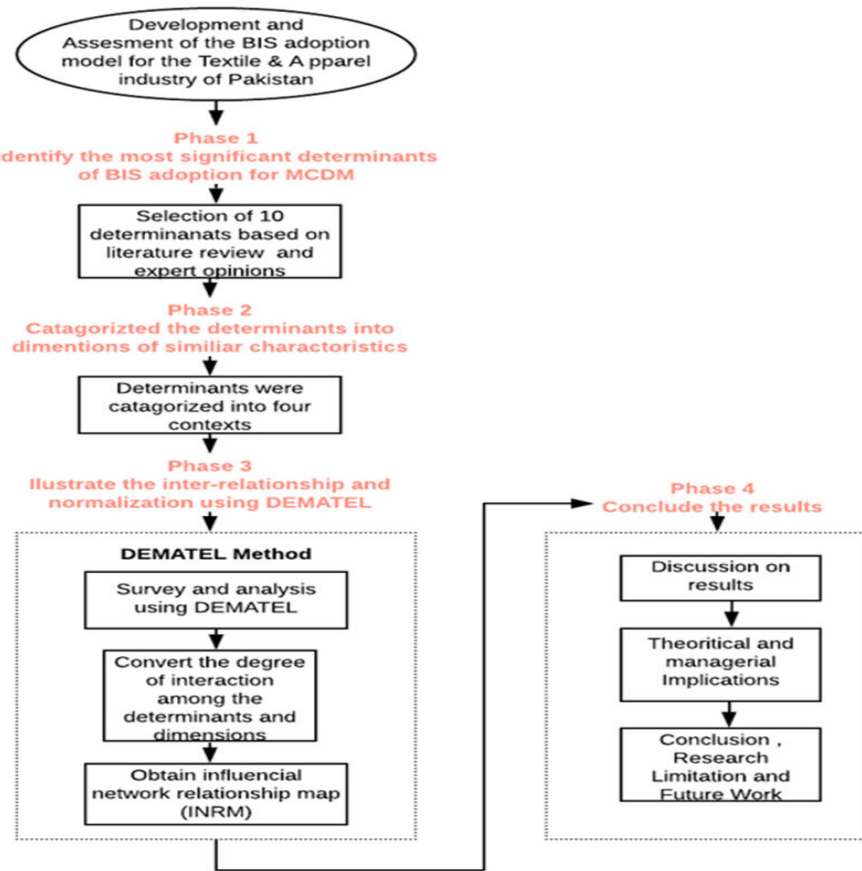 Development and
Assesment of the BIS adoption
model for the Textile & A pparel
industry of Pakistan
Phase 1
dentify the most significant determinants
of BIS adoption for MCDM
Selection of 10
determinanats based on
literature review and
expert opinions
Phase 2
Catagorizted the determinants into
dimentions of similiar charactoristics
Determinants were
catagorized into four
contexts
Phase 3
Ilustrate the inter-relationship and
normalization using DEMATEL
DEMATEL Method
Survey and analysis
using DEMATEL
Convert the degree
of interaction
among the
determinants and
dimensions
Obtain influencial
network relationship map
(INRM)
Phase 4
Conclude the results
Discussion on
results
Theoritical and
managerial
Implications
Conclusion ,
Research
Limitation and
Future Work